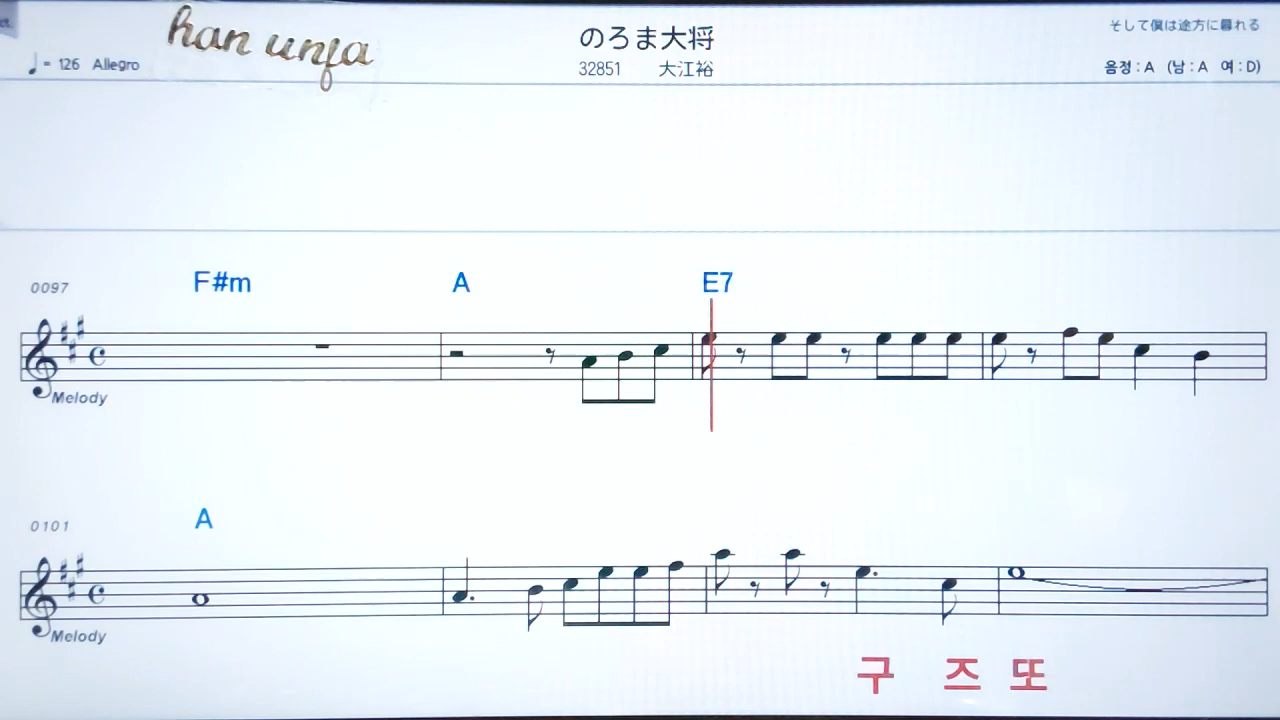 han unja
のろま大将
そして僕は途方に暮れる
♩= 126 Allegro
32851 大江裕
음정 : A (남 : A 여 : D)
0097
F#m A E7
Melody
0101
A
Melody
구 즈 또